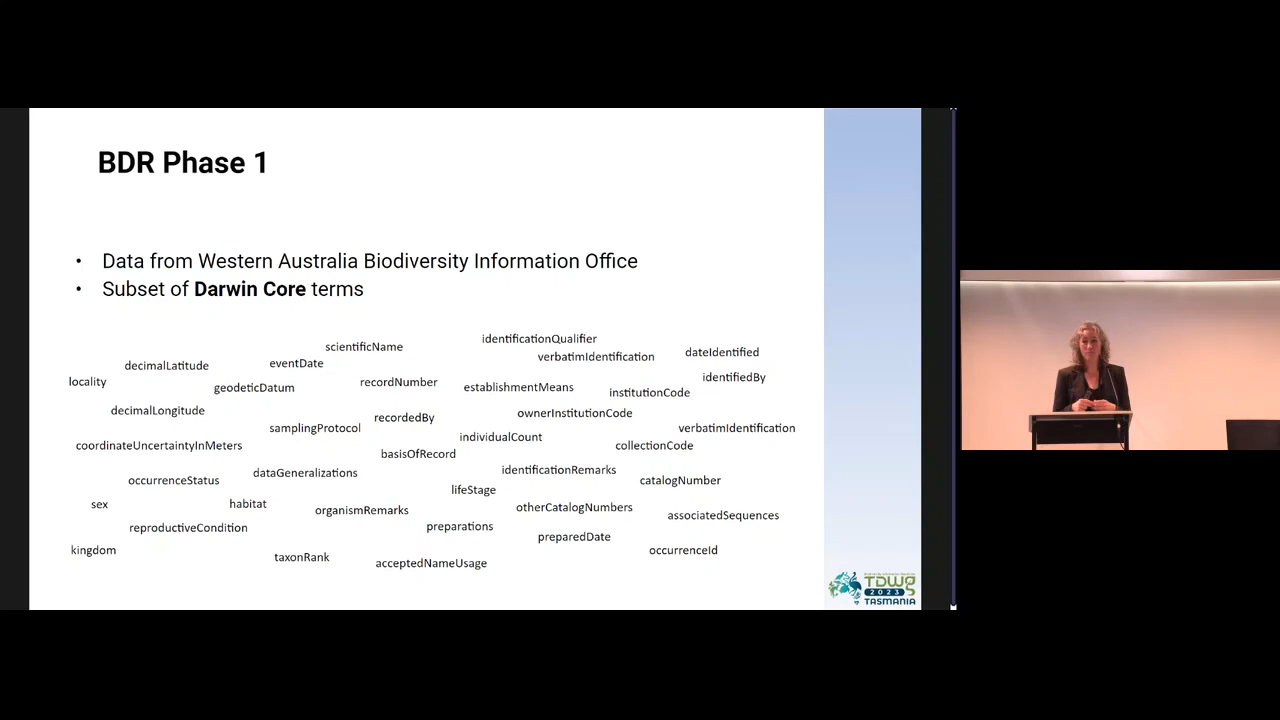 BDR Phase 1
• Data from Western Australia Biodiversity Information Office
• Subset of Darwin Core terms
identificationQualifier
scientificName
verbatimIdentification
dateIdentified
decimalLatitude
eventDate
identifiedBy
locality
geodeticDatum
recordNumber
establishmentMeans
institutionCode
decimalLongitude
recordedBy
ownerInstitutionCode
samplingProtocol
verbatimIdentification
individualCount
coordinateUncertaintyInMeters
collectionCode
basisOfRecord
dataGeneralizations
identificationRemarks
occurrenceStatus
catalogNumber
lifeStage
sex
habitat
organismRemarks
otherCatalogNumbers
associatedSequences
reproductiveCondition
preparations
preparedDate
kingdom
taxonRank
acceptedNameUsage
occurrenceId
TDWG
2023
TASMANIA